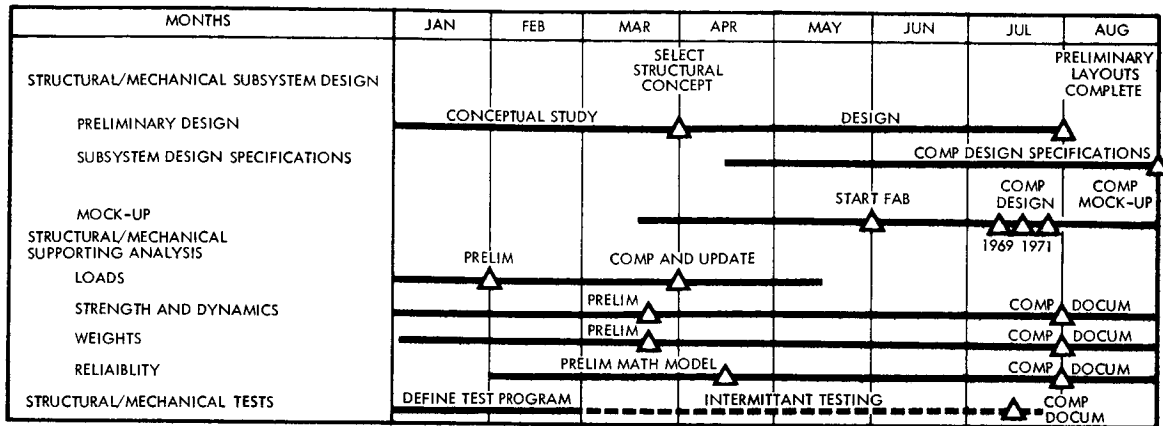 MONTHS JAN FEB MAR APR MAY JUN JUL AUG
STRUCTURAL/MECHANICAL SUBSYSTEM DESIGN
SELECT
STRUCTURAL
CONCEPT
PRELIMINARY
LAYOUTS
COMPLETE
PRELIMINARY DESIGN CONCEPTUAL STUDY DESIGN
SUBSYSTEM DESIGN SPECIFICATIONS COMP DESIGN SPECIFICATIONS
MOCK-UP START FAB
COMP
DESIGN
COMP
MOCK-UP
1969 1971
STRUCTURAL/MECHANICAL
SUPPORTING ANALYSIS
LOADS PRELIM COMP AND UPDATE
STRENGTH AND DYNAMICS PRELIM COMP DOCUM
WEIGHTS PRELIM COMP DOCUM
RELIAIBLITY PRELIM MATH MODEL COMP DOCUM
STRUCTURAL/MECHANICAL TESTS DEFINE TEST PROGRAM INTERMITTANT TESTING COMP
DOCUM